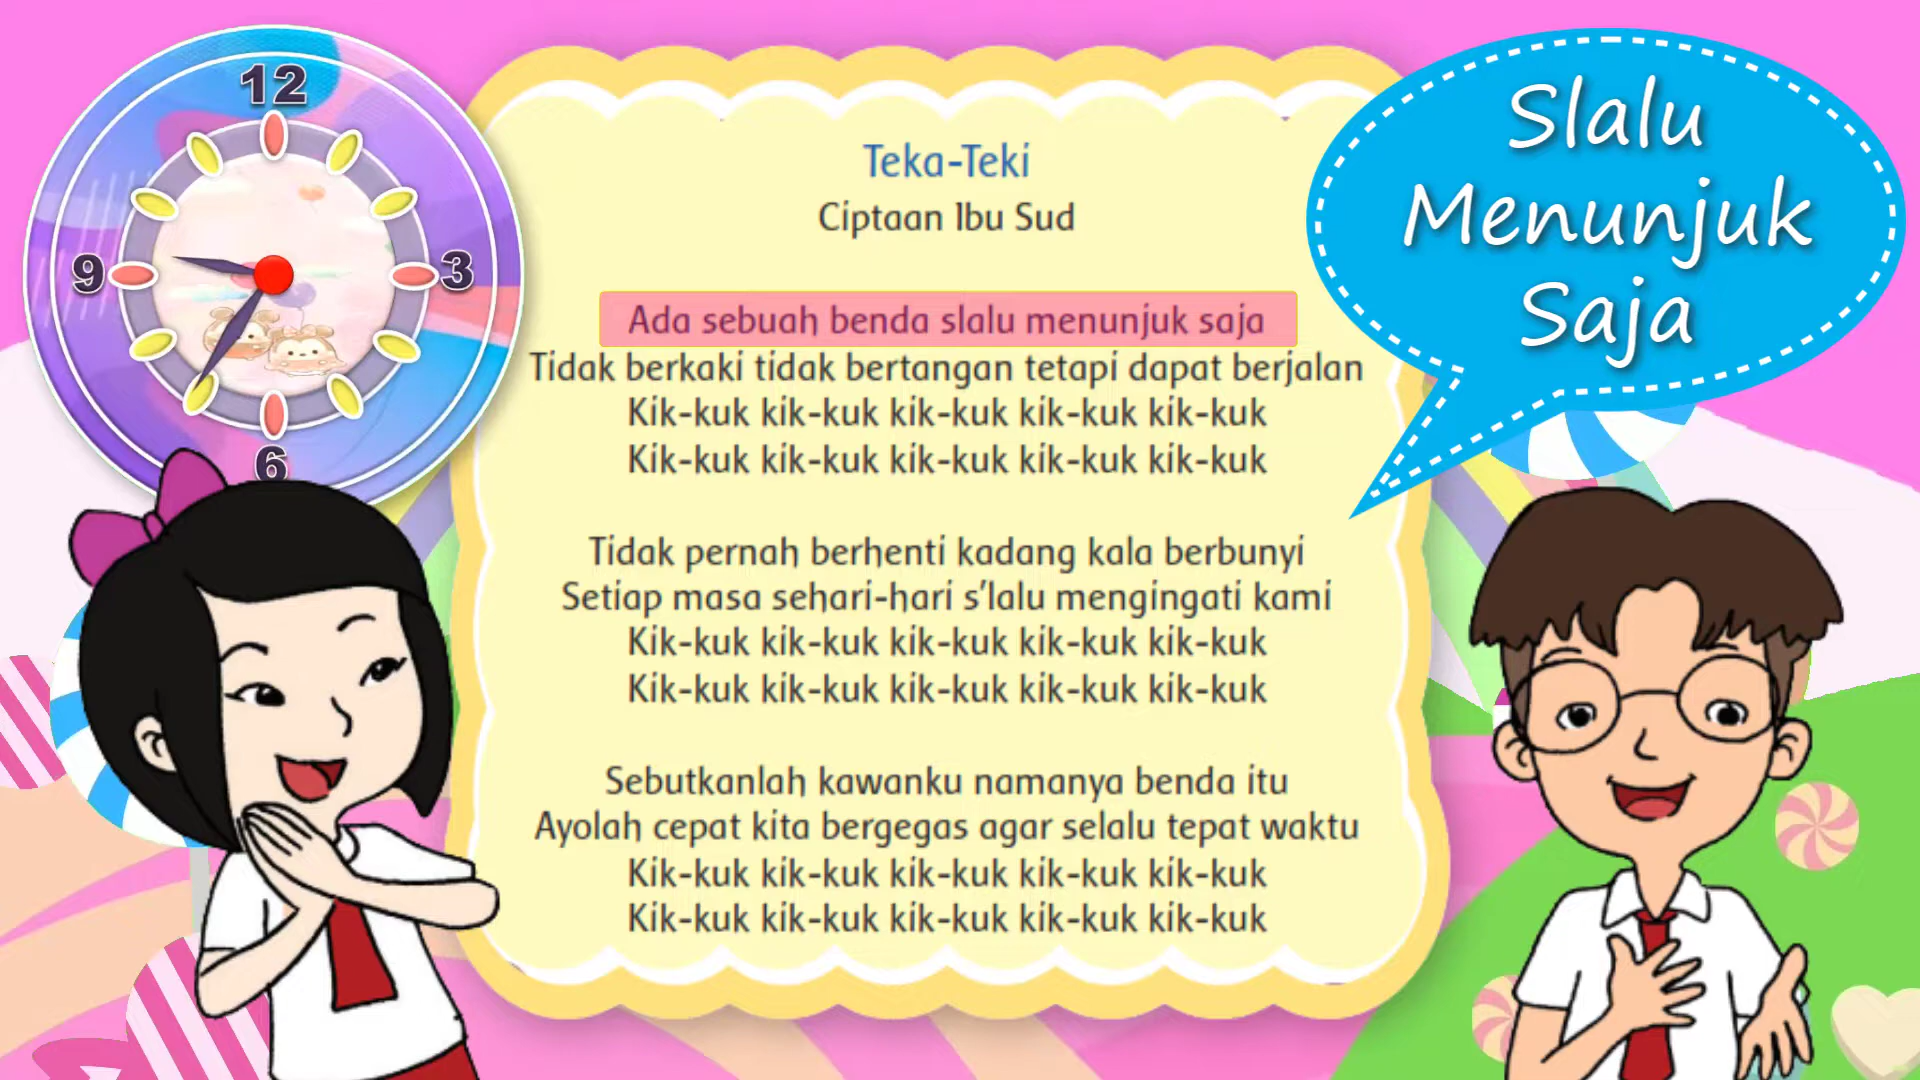 12
9
3
6
Teka-Teki
Ciptaan Ibu Sud
Ada sebuah benda slalu menunjuk saja
Tidak berkaki tidak bertangan tetapi dapat berjalan
Kik-kuk kik-kuk kik-kuk kik-kuk kik-kuk
Kik-kuk kik-kuk kik-kuk kik-kuk kik-kuk
Tidak pernah berhenti kadang kala berbunyi
Setiap masa sehari-hari s'lalu mengingati kami
Kik-kuk kik-kuk kik-kuk kik-kuk kik-kuk
Kik-kuk kik-kuk kik-kuk kik-kuk kik-kuk
Sebutkanlah kawanku namanya benda itu
Ayolah cepat kita bergegas agar selalu tepat waktu
Kik-kuk kik-kuk kik-kuk kik-kuk kik-kuk
Kik-kuk kik-kuk kik-kuk kik-kuk kik-kuk
Slalu
Menunjuk
Saja